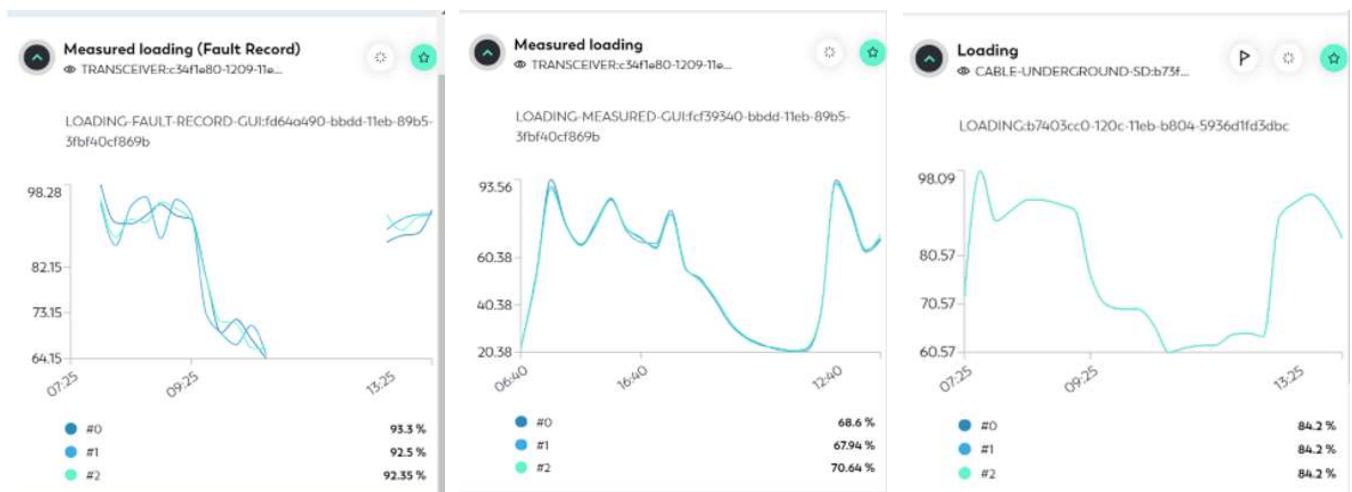 Measured loading (Fault Record)
TRANSCEIVER:c34f1e80-1209-11e...
LOADING-FAULT-RECORD-GUI:fd64a490-bbdd-11eb-89b5-
3fbf40cf869b
98.28
82.15
73.15
64.15
07:25
09:25
13:25
#0 93.3 %
#1 92.5 %
#2 92.35 %
Measured loading
TRANSCEIVER:c34f1e80-1209-11e...
LOADING-MEASURED-GUI:fcf39340-bbdd-11eb-89b5-
3fbf40cf869b
93.56
60.38
40.38
20.38
06:40
16:40
12:40
#0 68.6 %
#1 67.94 %
#2 70.64 %
Loading
CABLE-UNDERGROUND-SD:b73f...
LOADING:b7403cc0-120c-11eb-b804-5936d1fd3dbc
98.09
80.57
70.57
60.57
07:25
09:25
13:25
#0 84.2 %
#1 84.2 %
#2 84.2 %